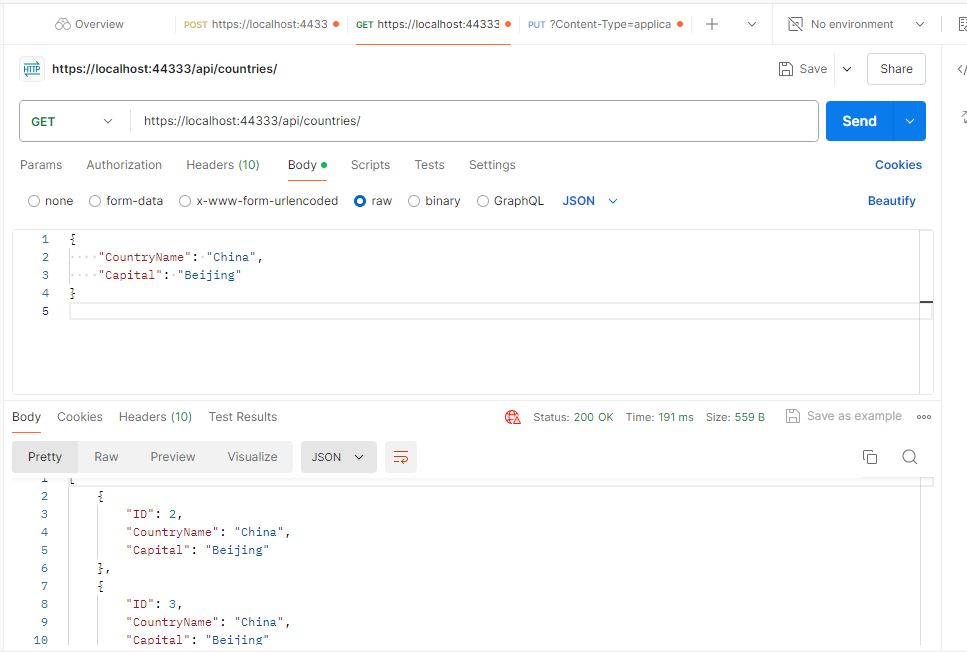 Overview
POST https://localhost:4433
GET https://localhost:44333
PUT ?Content-Type=applica
No environment
HTTP https://localhost:44333/api/countries/
Save
Share
GET
https://localhost:44333/api/countries/
Send
Params Authorization Headers (10) Body Scripts Tests Settings Cookies
none form-data x-www-form-urlencoded raw binary GraphQL JSON Beautify
1 {
2 ····"CountryName":·"China",
3 ····"Capital":·"Beijing"
4 }
5
Body Cookies Headers (10) Test Results Status: 200 OK Time: 191 ms Size: 559 B Save as example
Pretty Raw Preview Visualize JSON
1 [
2 {
3 "ID": 2,
4 "CountryName": "China",
5 "Capital": "Beijing"
6 },
7 {
8 "ID": 3,
9 "CountryName": "China",
10 "Capital": "Beijing"